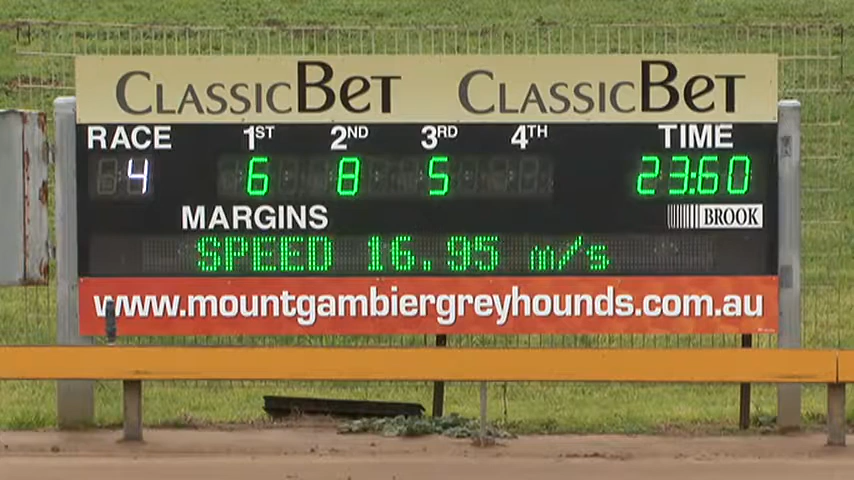 CLASSICBET CLASSICBET
RACE 1ST 2ND 3RD 4TH TIME
4 6 8 5 23:60
MARGINS BROOK
SPEED 16.95 m/s
www.mountgambiergreyhounds.com.au